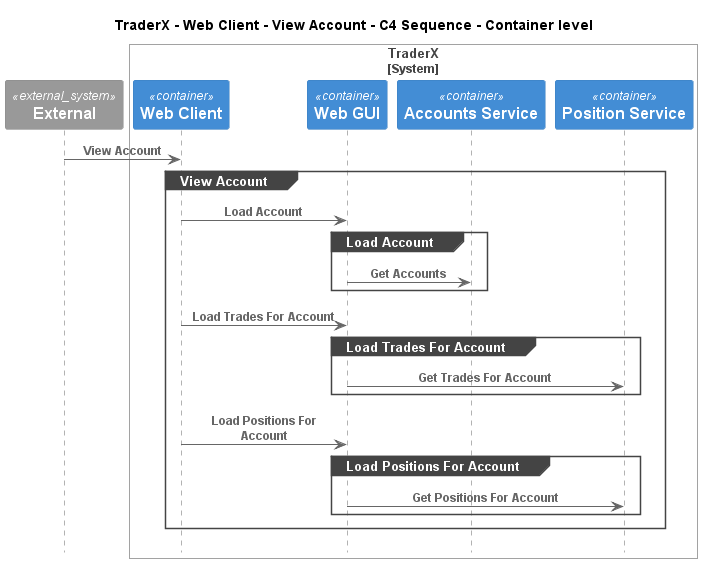 TraderX - Web Client - View Account - C4 Sequence - Container level
TraderX
[System]
«external_system»
External
«container»
Web Client
«container»
Web GUI
«container»
Accounts Service
«container»
Position Service
View Account
View Account
Load Account
Load Account
Get Accounts
Load Trades For Account
Load Trades For Account
Get Trades For Account
Load Positions For
Account
Load Positions For Account
Get Positions For Account